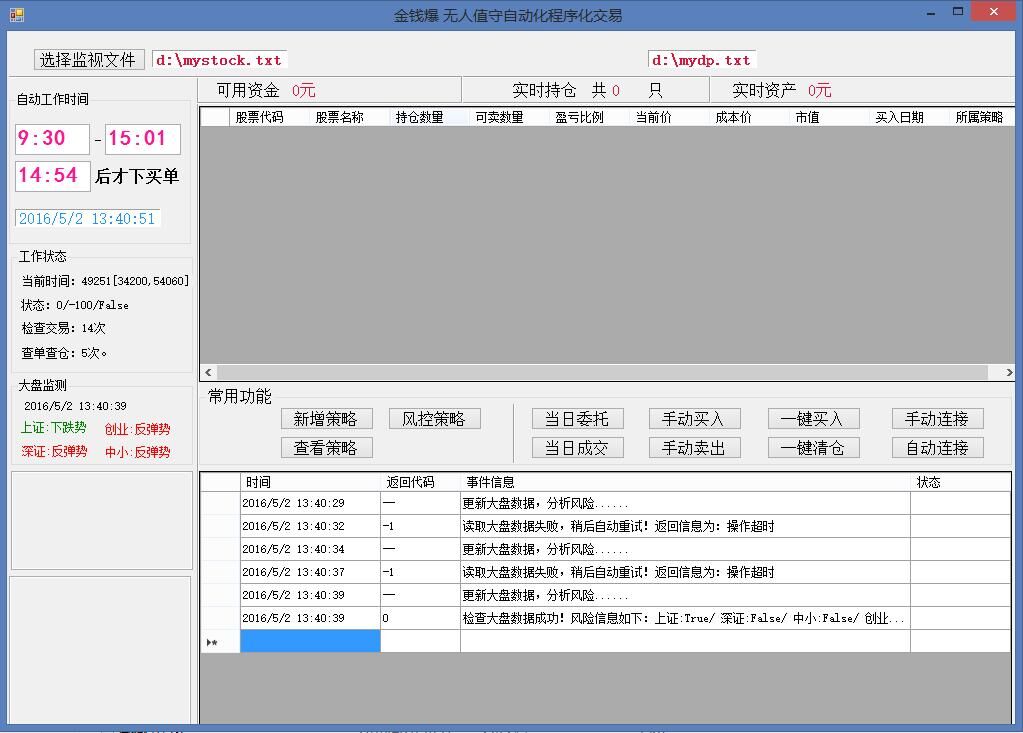 金钱爆 无人值守自动化程序化交易
选择监视文件 d:\mystock.txt d:\mydp.txt
可用资金 0元 实时持仓 共 0 只 实时资产 0元
自动工作时间
9:30 - 15:01
14:54 后才下买单
2016/5/2 13:40:51
工作状态
当前时间: 49251[34200,54060]
状态: 0/-100/False
检查交易: 14次
查单查仓: 5次。
大盘监测
2016/5/2 13:40:39
上证:下跌势 创业:反弹势
深证:反弹势 中小:反弹势
股票代码 股票名称 持仓数量 可卖数量 盈亏比例 当前价 成本价 市值 买入日期 所属策略
常用功能
新增策略 风控策略 当日委托 手动买入 一键买入 手动连接
查看策略 当日成交 手动卖出 一键清仓 自动连接
时间 返回代码 事件信息 状态
2016/5/2 13:40:29 — 更新大盘数据, 分析风险......
2016/5/2 13:40:32 -1 读取大盘数据失败, 稍后自动重试! 返回信息为: 操作超时
2016/5/2 13:40:34 — 更新大盘数据, 分析风险......
2016/5/2 13:40:37 -1 读取大盘数据失败, 稍后自动重试! 返回信息为: 操作超时
2016/5/2 13:40:39 — 更新大盘数据, 分析风险......
2016/5/2 13:40:39 0 检查大盘数据成功! 风险信息如下: 上证:True/ 深证:False/ 中小:False/ 创业...